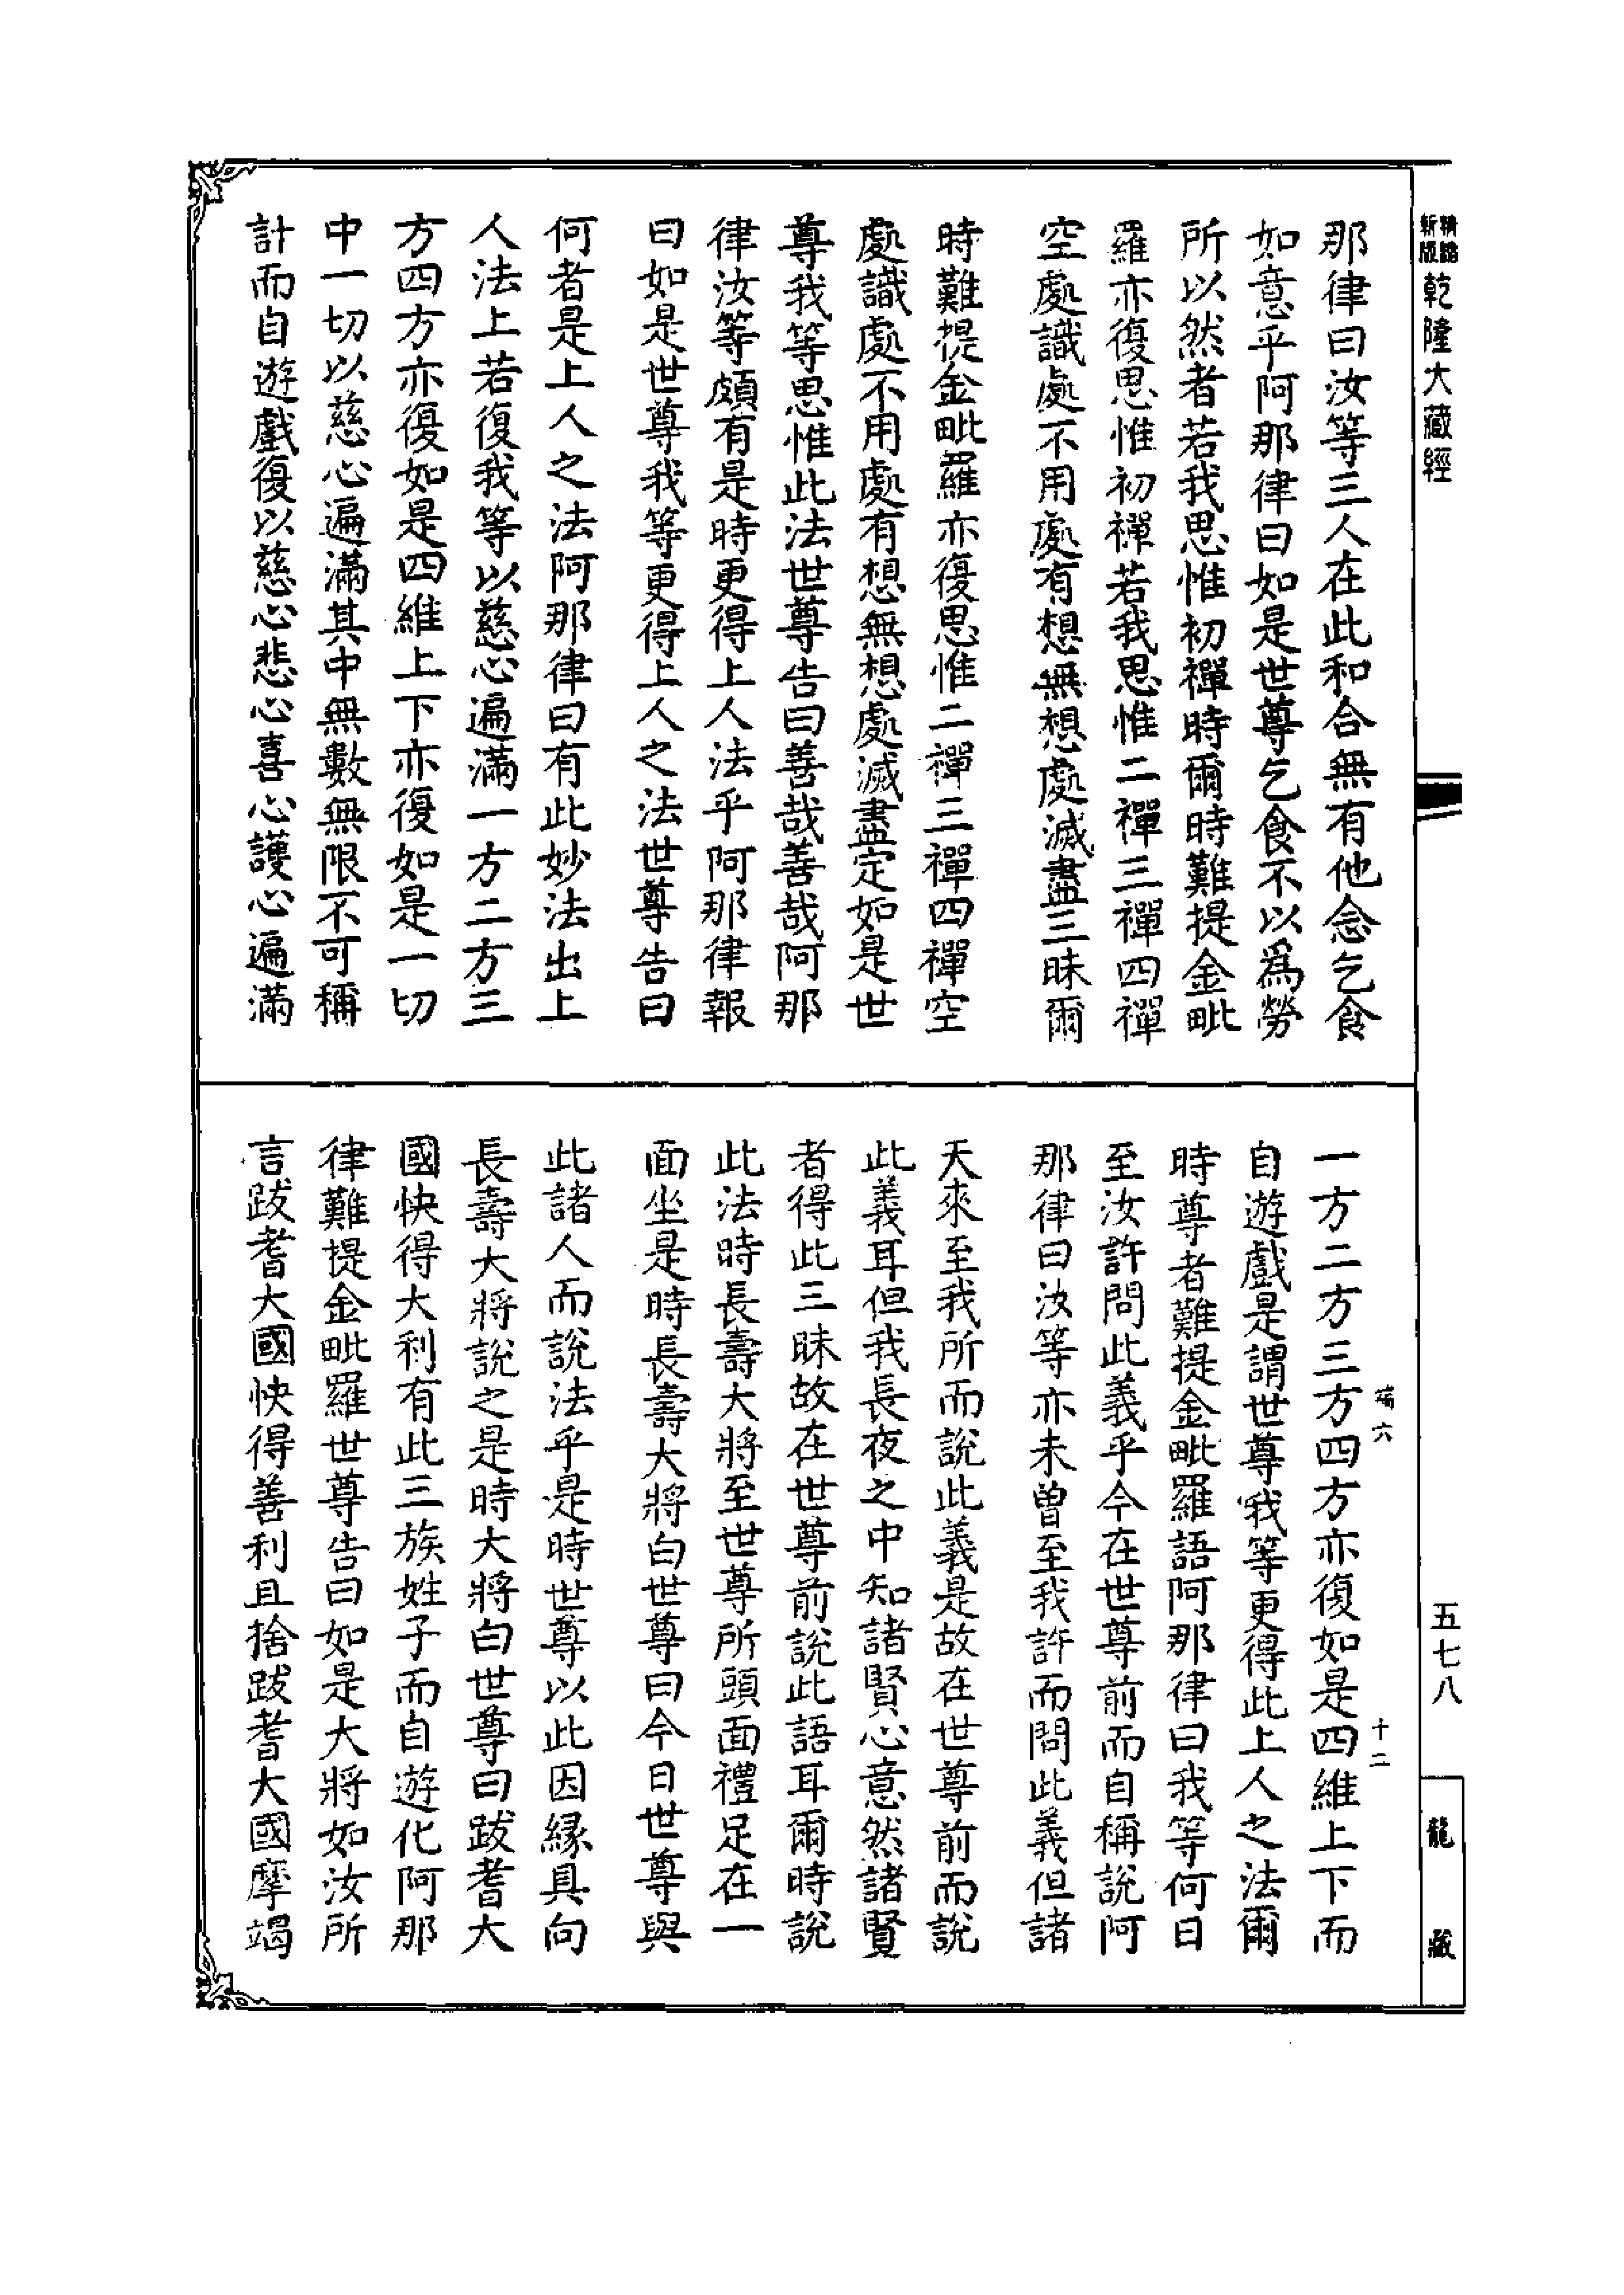 精縮新版乾隆大藏經
那律曰汝等三人在此和合無有他念乞食
如意乎阿那律曰如是世尊乞食不以為勞
所以然者若我思惟初禪時爾時難提金毗
羅亦復思惟初禪若我思惟二禪三禪四禪
空處識處不用處有想無想處滅盡三昧爾
時難提金毗羅亦復思惟二禪三禪四禪空
處識處不用處有想無想處滅盡定如是世
尊我等思惟此法世尊告曰善哉善哉阿那
律汝等頗有是時更得上人法乎阿那律報
曰如是世尊我等更得上人之法世尊告曰
何者是上人之法阿那律曰有此妙法出上
人法上若復我等以慈心遍滿一方二方三
方四方亦復如是四維上下亦復如是一切
中一切以慈心遍滿其中無數無限不可稱
計而自遊戲復以慈心悲心喜心護心遍滿
端六 十二
一方二方三方四方亦復如是四維上下而
自遊戲是謂世尊我等更得此上人之法爾
時尊者難提金毗羅語阿那律曰我等何日
至汝許問此義乎今在世尊前而自稱說阿
那律曰汝等亦未曾至我許而問此義但諸
天來至我所而說此義是故在世尊前而說
此義耳但我長夜之中知諸賢心意然諸賢
者得此三昧故在世尊前說此語耳爾時說
此法時長壽大將至世尊所頭面禮足在一
面坐是時長壽大將白世尊曰今日世尊與
此諸人而說法乎是時世尊以此因緣具向
長壽大將說之是時大將白世尊曰跋耆大
國快得大利有此三族姓子而自遊化阿那
律難提金毗羅世尊告曰如是大將如汝所
言跋耆大國快得善利且捨跋耆大國摩竭
五七八
龍藏